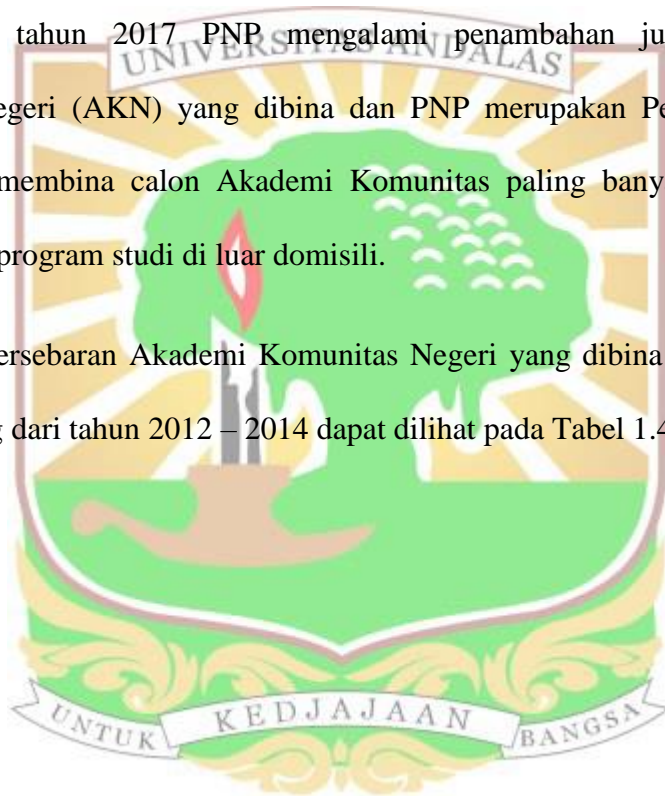 tahun 2017 PNP mengalami penambahan ju
UNIVERSITAS ANDALAS
egeri (AKN) yang dibina dan PNP merupakan Pe
membina calon Akademi Komunitas paling bany
program studi di luar domisili.
ersebaran Akademi Komunitas Negeri yang dibina
g dari tahun 2012 – 2014 dapat dilihat pada Tabel 1.4
UNTUK KEDJAJAAN BANGSA